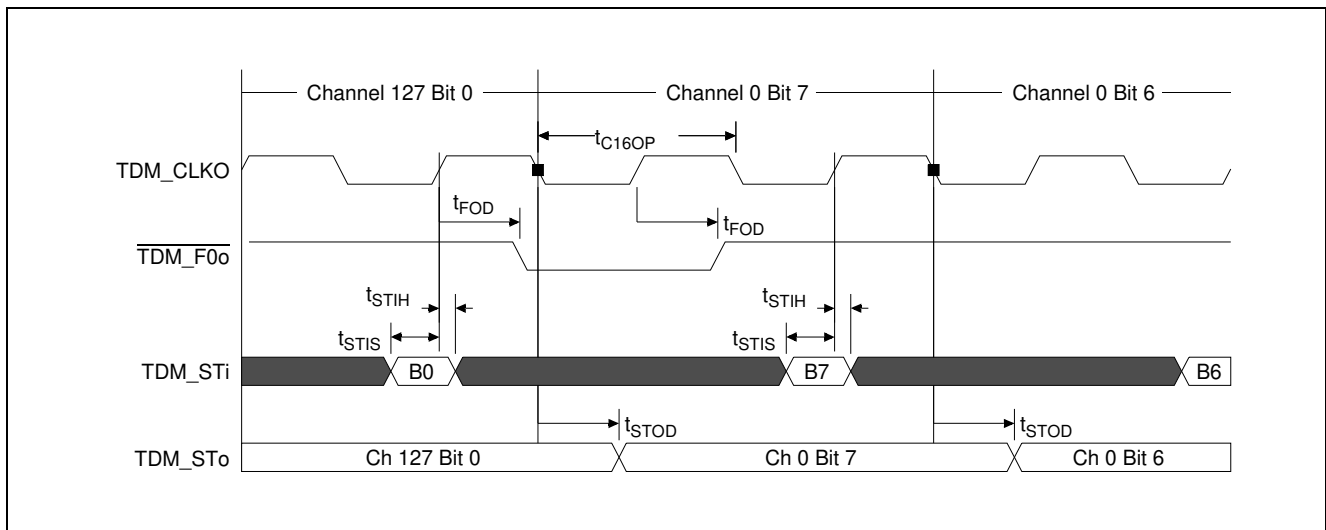 Channel 127 Bit 0 Channel 0 Bit 7 Channel 0 Bit 6
tC16OP
TDM_CLKO
tFOD tFOD
TDM_F0o
tSTIH tSTIH
tSTIS tSTIS
TDM_STi B0 B7 B6
tSTOD tSTOD
TDM_STo Ch 127 Bit 0 Ch 0 Bit 7 Ch 0 Bit 6